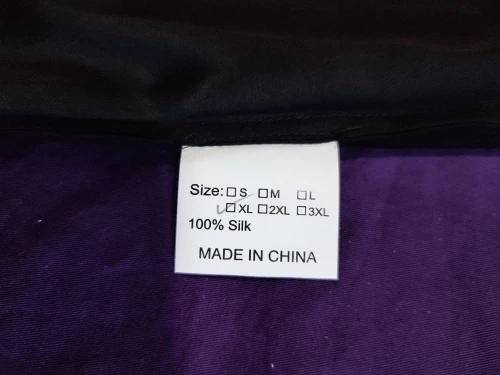 Size: ☐ S ☐ M ☐ L
☑ XL ☐ 2XL ☐ 3XL
100% Silk
MADE IN CHINA